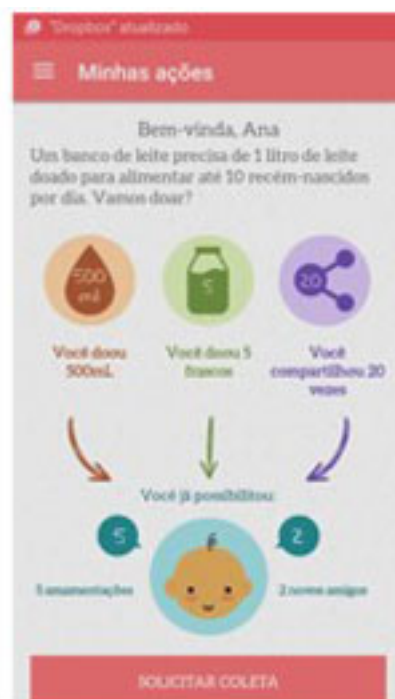 "Dropbox" atualizado
Minhas ações
Bem-vinda, Ana
Um banco de leite precisa de 1 litro de leite
doado para alimentar até 10 recém-nascidos
por dia. Vamos doar?
500
ml
5
20
Você doou
500mL
Você doou 5
frascos
Você
compartilhou 20
vezes
Você já possibilitou:
5
2
5 amamentações
2 novos amigos
SOLICITAR COLETA